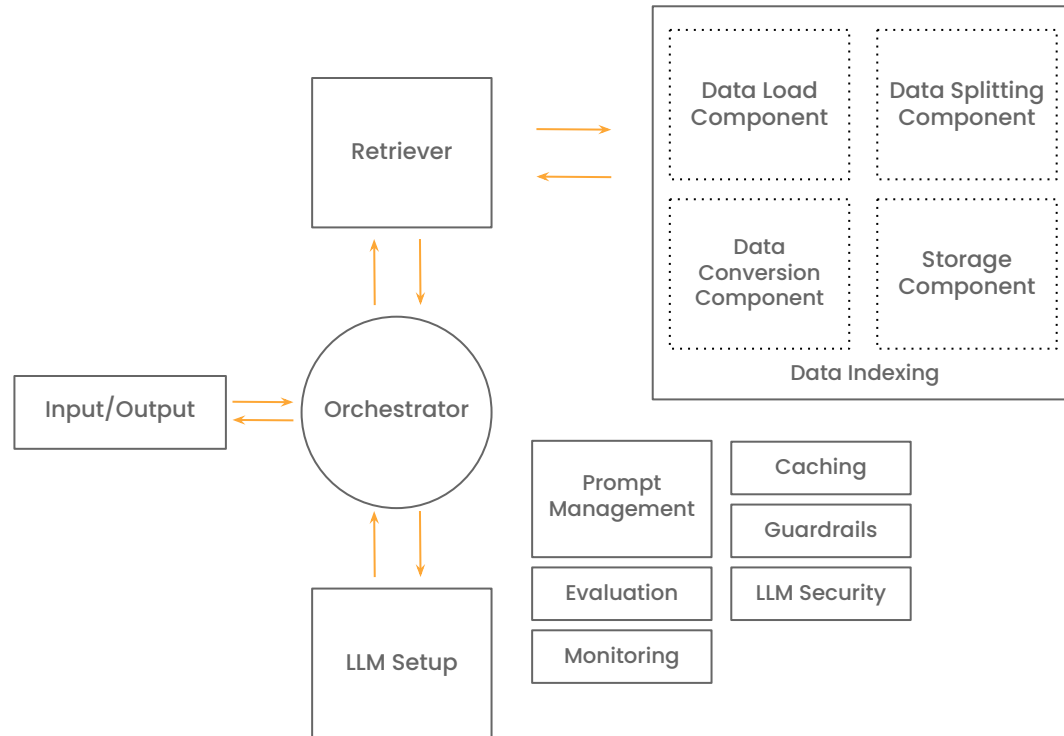 Retriever
Data Load
Component
Data Splitting
Component
Data
Conversion
Component
Storage
Component
Data Indexing
Input/Output
Orchestrator
Prompt
Management
Caching
Guardrails
Evaluation
LLM Security
Monitoring
LLM Setup